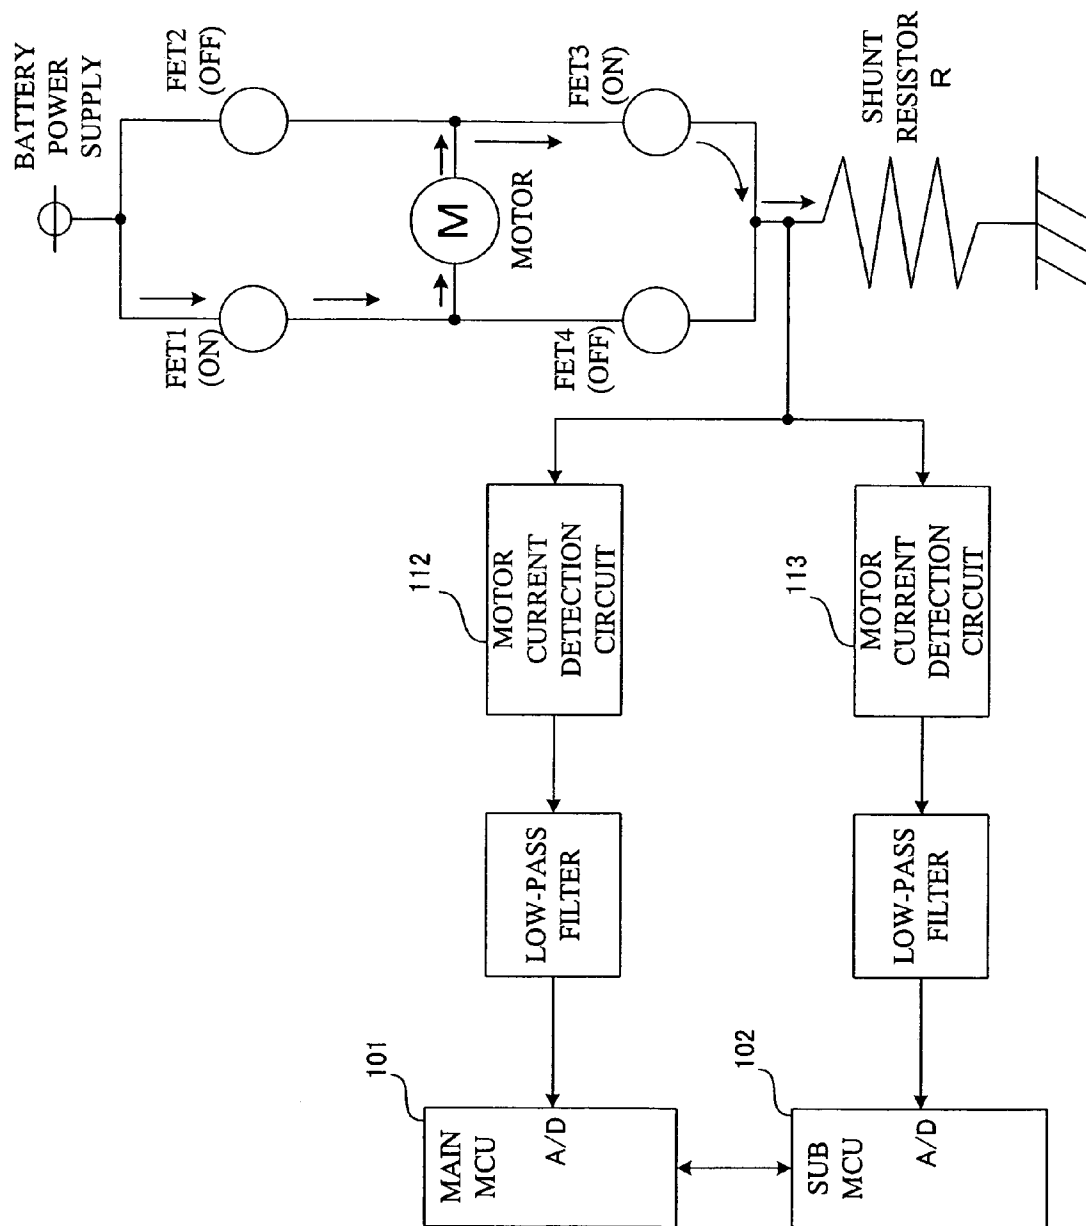 BATTERY
POWER
SUPPLY
FET2
(OFF)
FET1
(ON)
M
MOTOR
FET3
(ON)
FET4
(OFF)
SHUNT
RESISTOR
R
112
MOTOR
CURRENT
DETECTION
CIRCUIT
113
MOTOR
CURRENT
DETECTION
CIRCUIT
LOW-PASS
FILTER
LOW-PASS
FILTER
101
MAIN
MCU
A/D
102
SUB
MCU
A/D